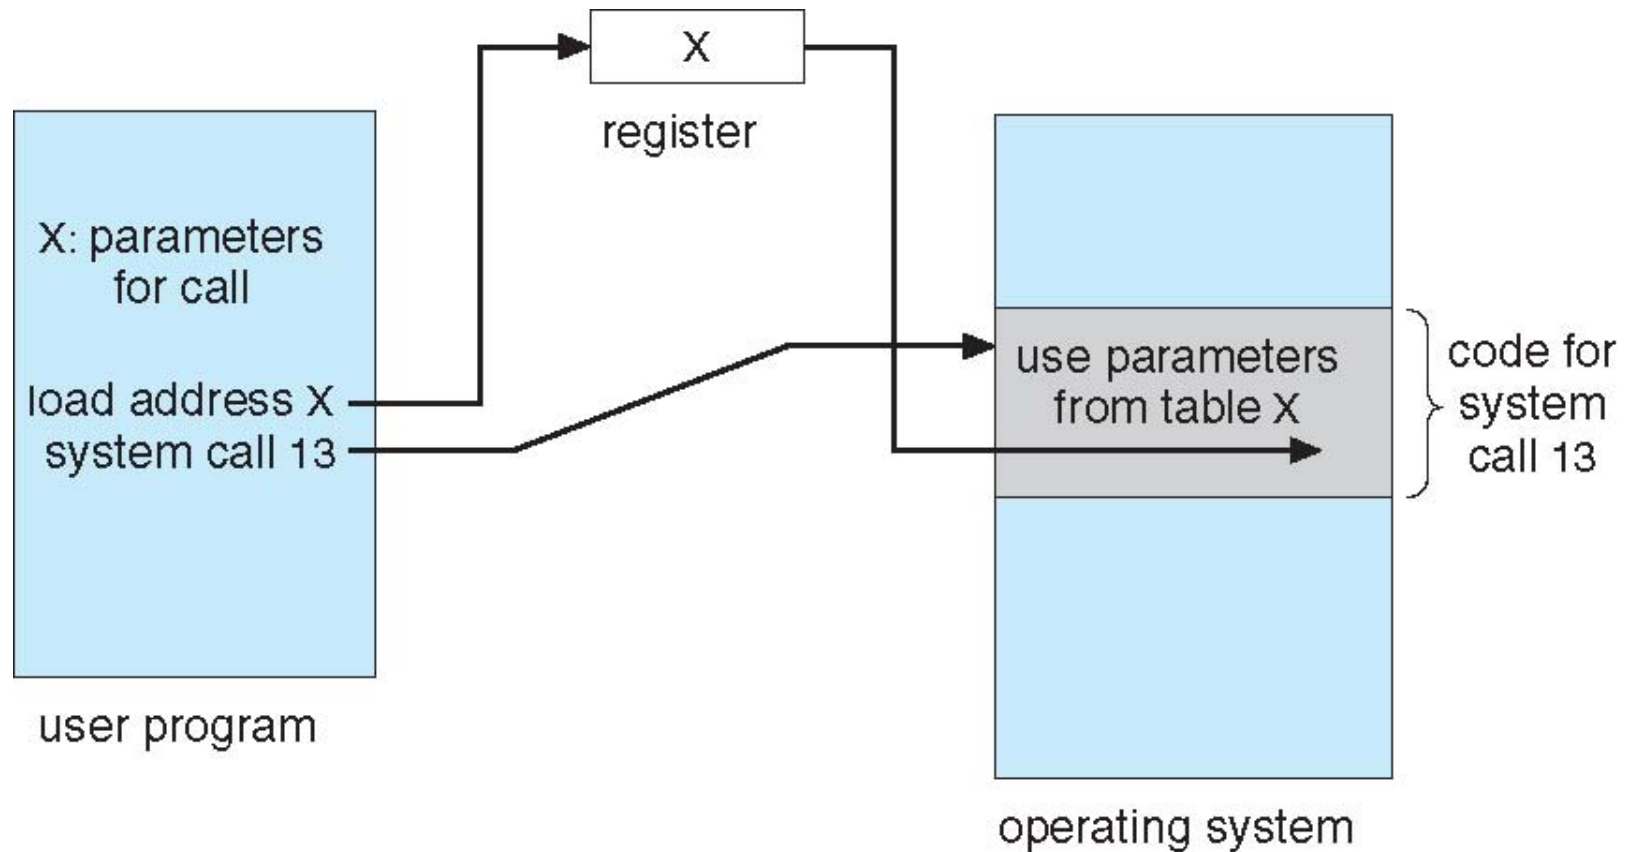 X
register
X: parameters
for call
load address X
system call 13
user program
use parameters
from table X
code for
system
call 13
operating system